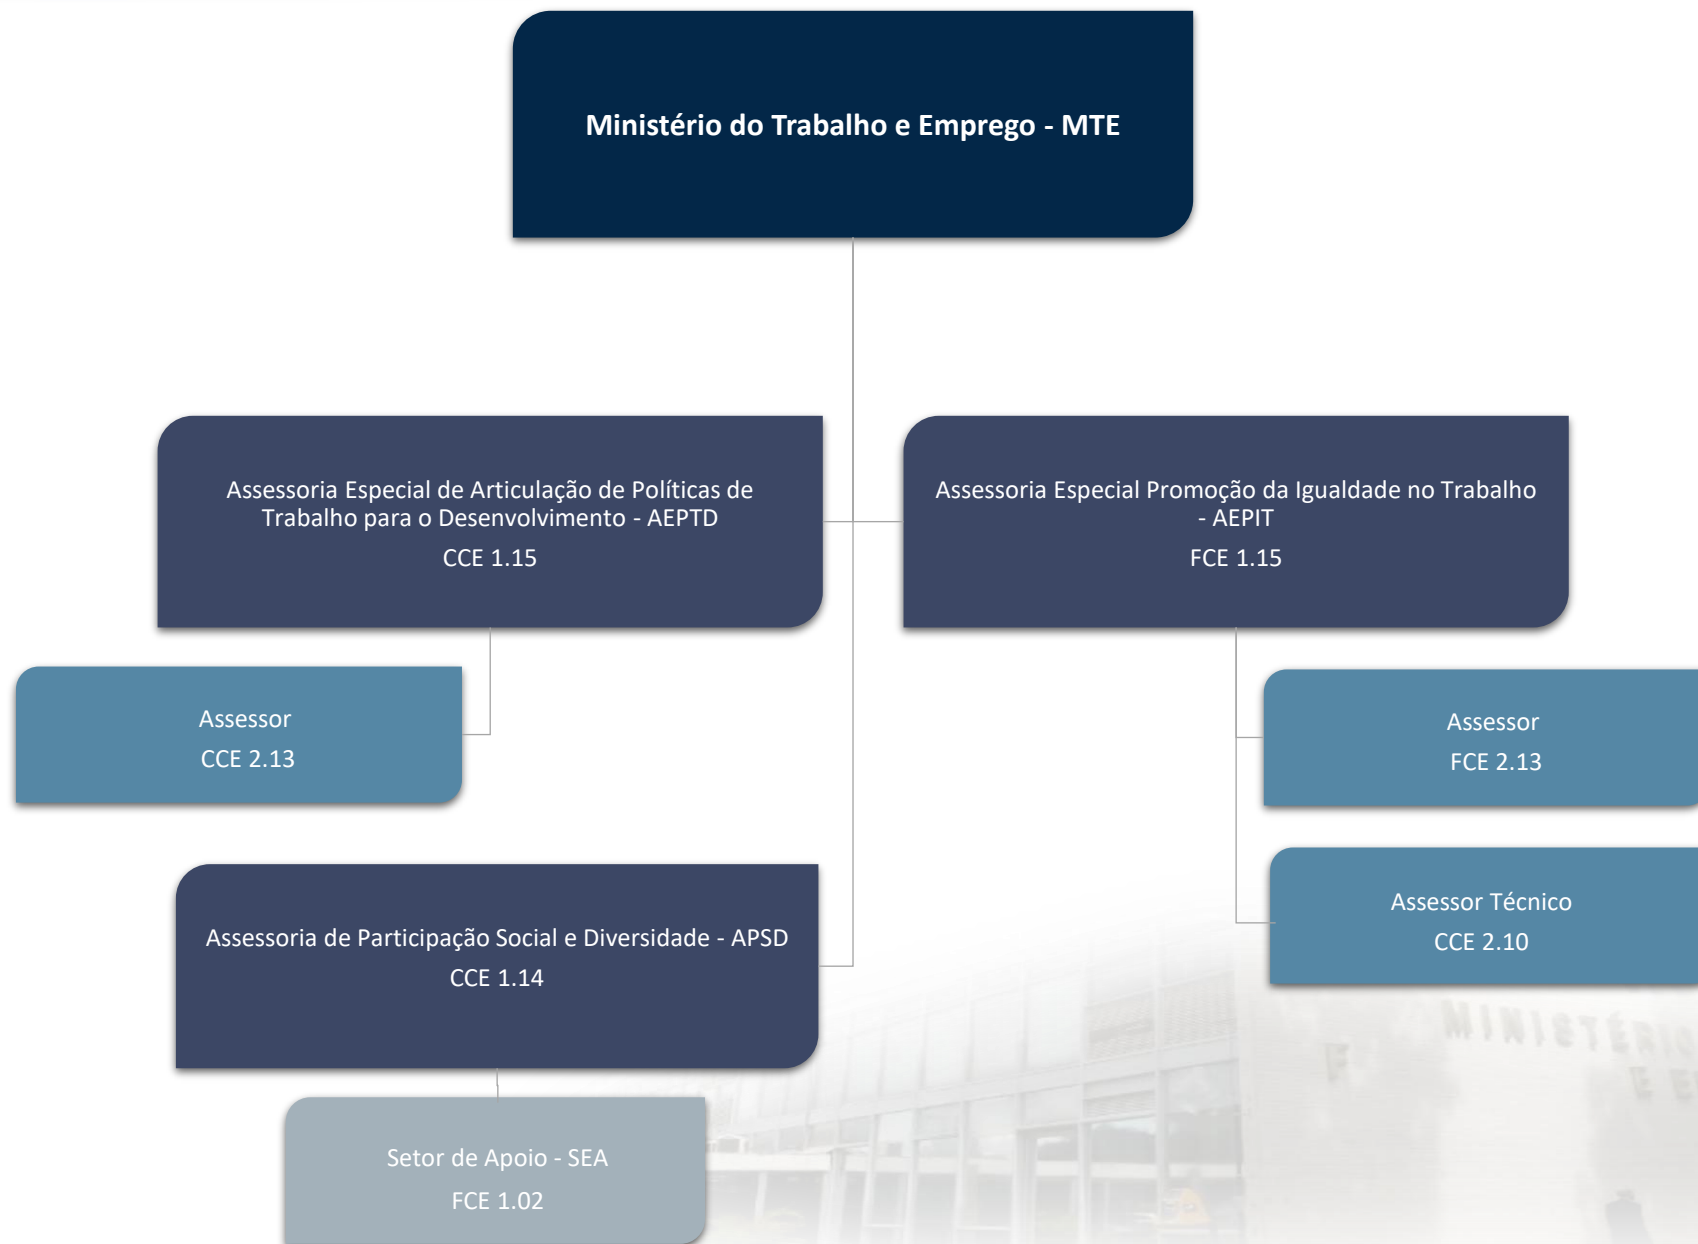 Ministério do Trabalho e Emprego - MTE
Assessoria Especial de Articulação de Políticas de
Trabalho para o Desenvolvimento - AEPTD
CCE 1.15
Assessoria Especial Promoção da Igualdade no Trabalho
- AEPIT
FCE 1.15
Assessor
CCE 2.13
Assessor
FCE 2.13
Assessor Técnico
CCE 2.10
Assessoria de Participação Social e Diversidade - APSD
CCE 1.14
Setor de Apoio - SEA
FCE 1.02
MINISTÉRIO